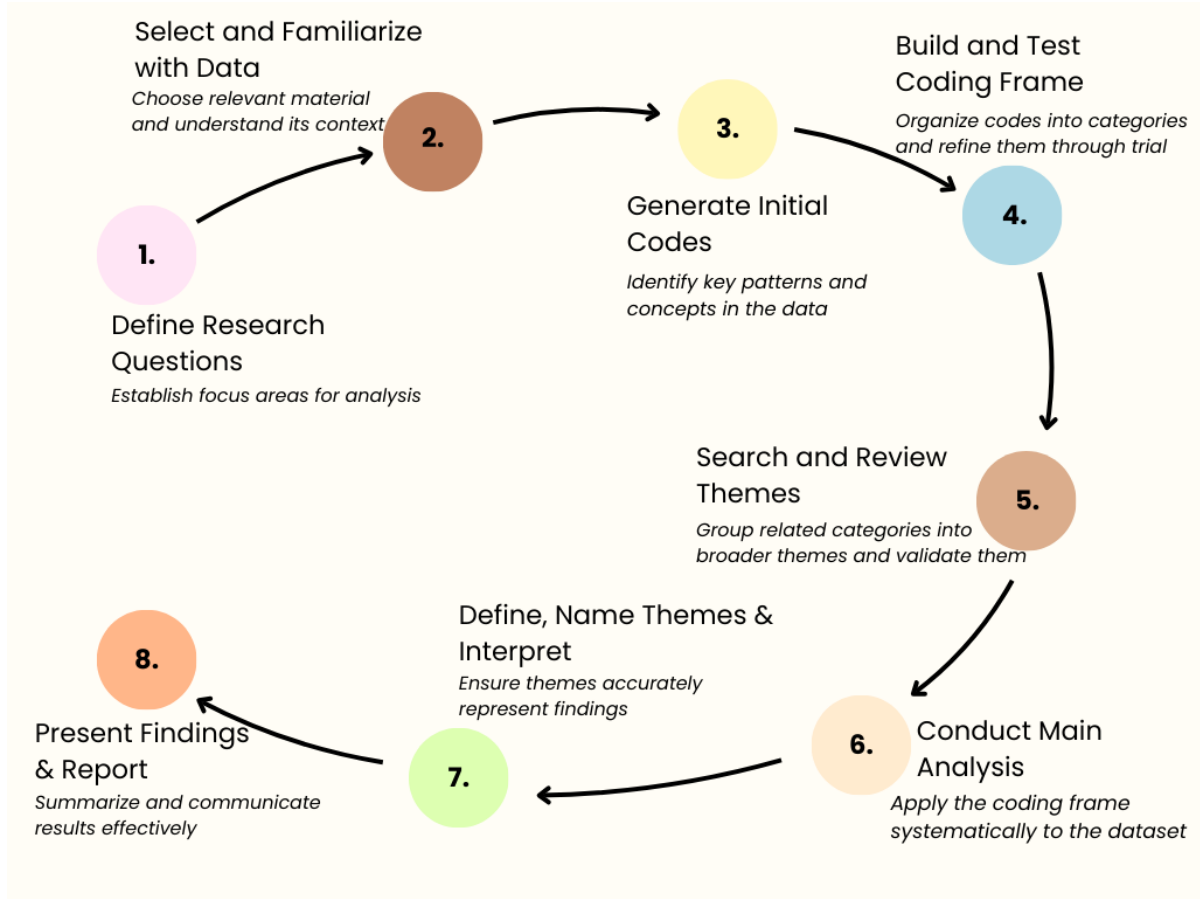 1.
Define Research
Questions
Establish focus areas for analysis
Select and Familiarize
with Data
Choose relevant material
and understand its context
2.
3.
Generate Initial
Codes
Identify key patterns and
concepts in the data
Build and Test
Coding Frame
Organize codes into categories
and refine them through trial
4.
Search and Review
Themes
Group related categories into
broader themes and validate them
5.
6.
Conduct Main
Analysis
Apply the coding frame
systematically to the dataset
Define, Name Themes &
Interpret
Ensure themes accurately
represent findings
7.
8.
Present Findings
& Report
Summarize and communicate
results effectively